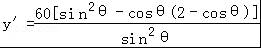 y′ = 60[sin²θ − cosθ(2 − cosθ)] / sin²θ